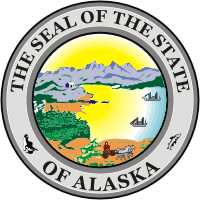 THE SEAL OF THE STATE
OF ALASKA